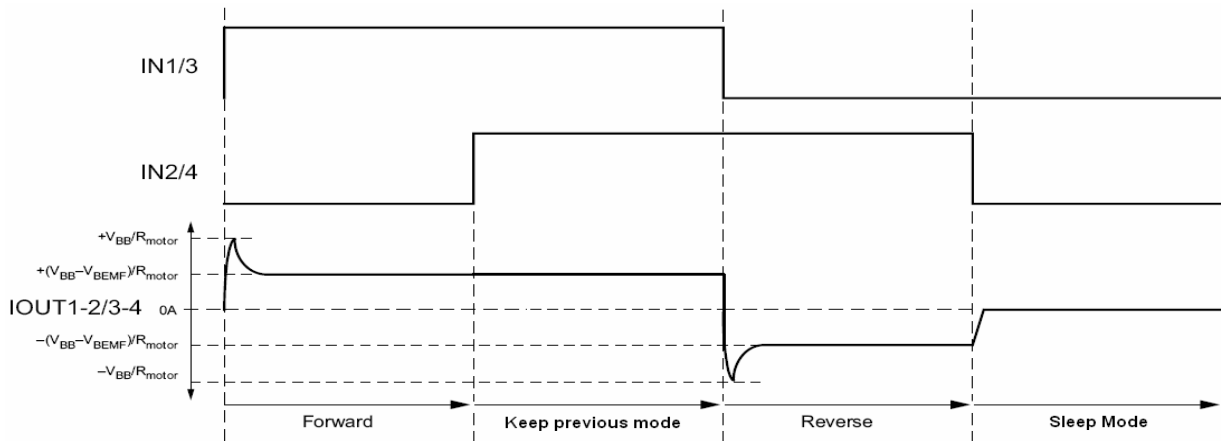 IN1/3
IN2/4
+VBB/Rmotor
+(VBB–VBEMF)/Rmotor
IOUT1-2/3-4 0A
–(VBB–VBEMF)/Rmotor
–VBB/Rmotor
Forward Keep previous mode Reverse Sleep Mode